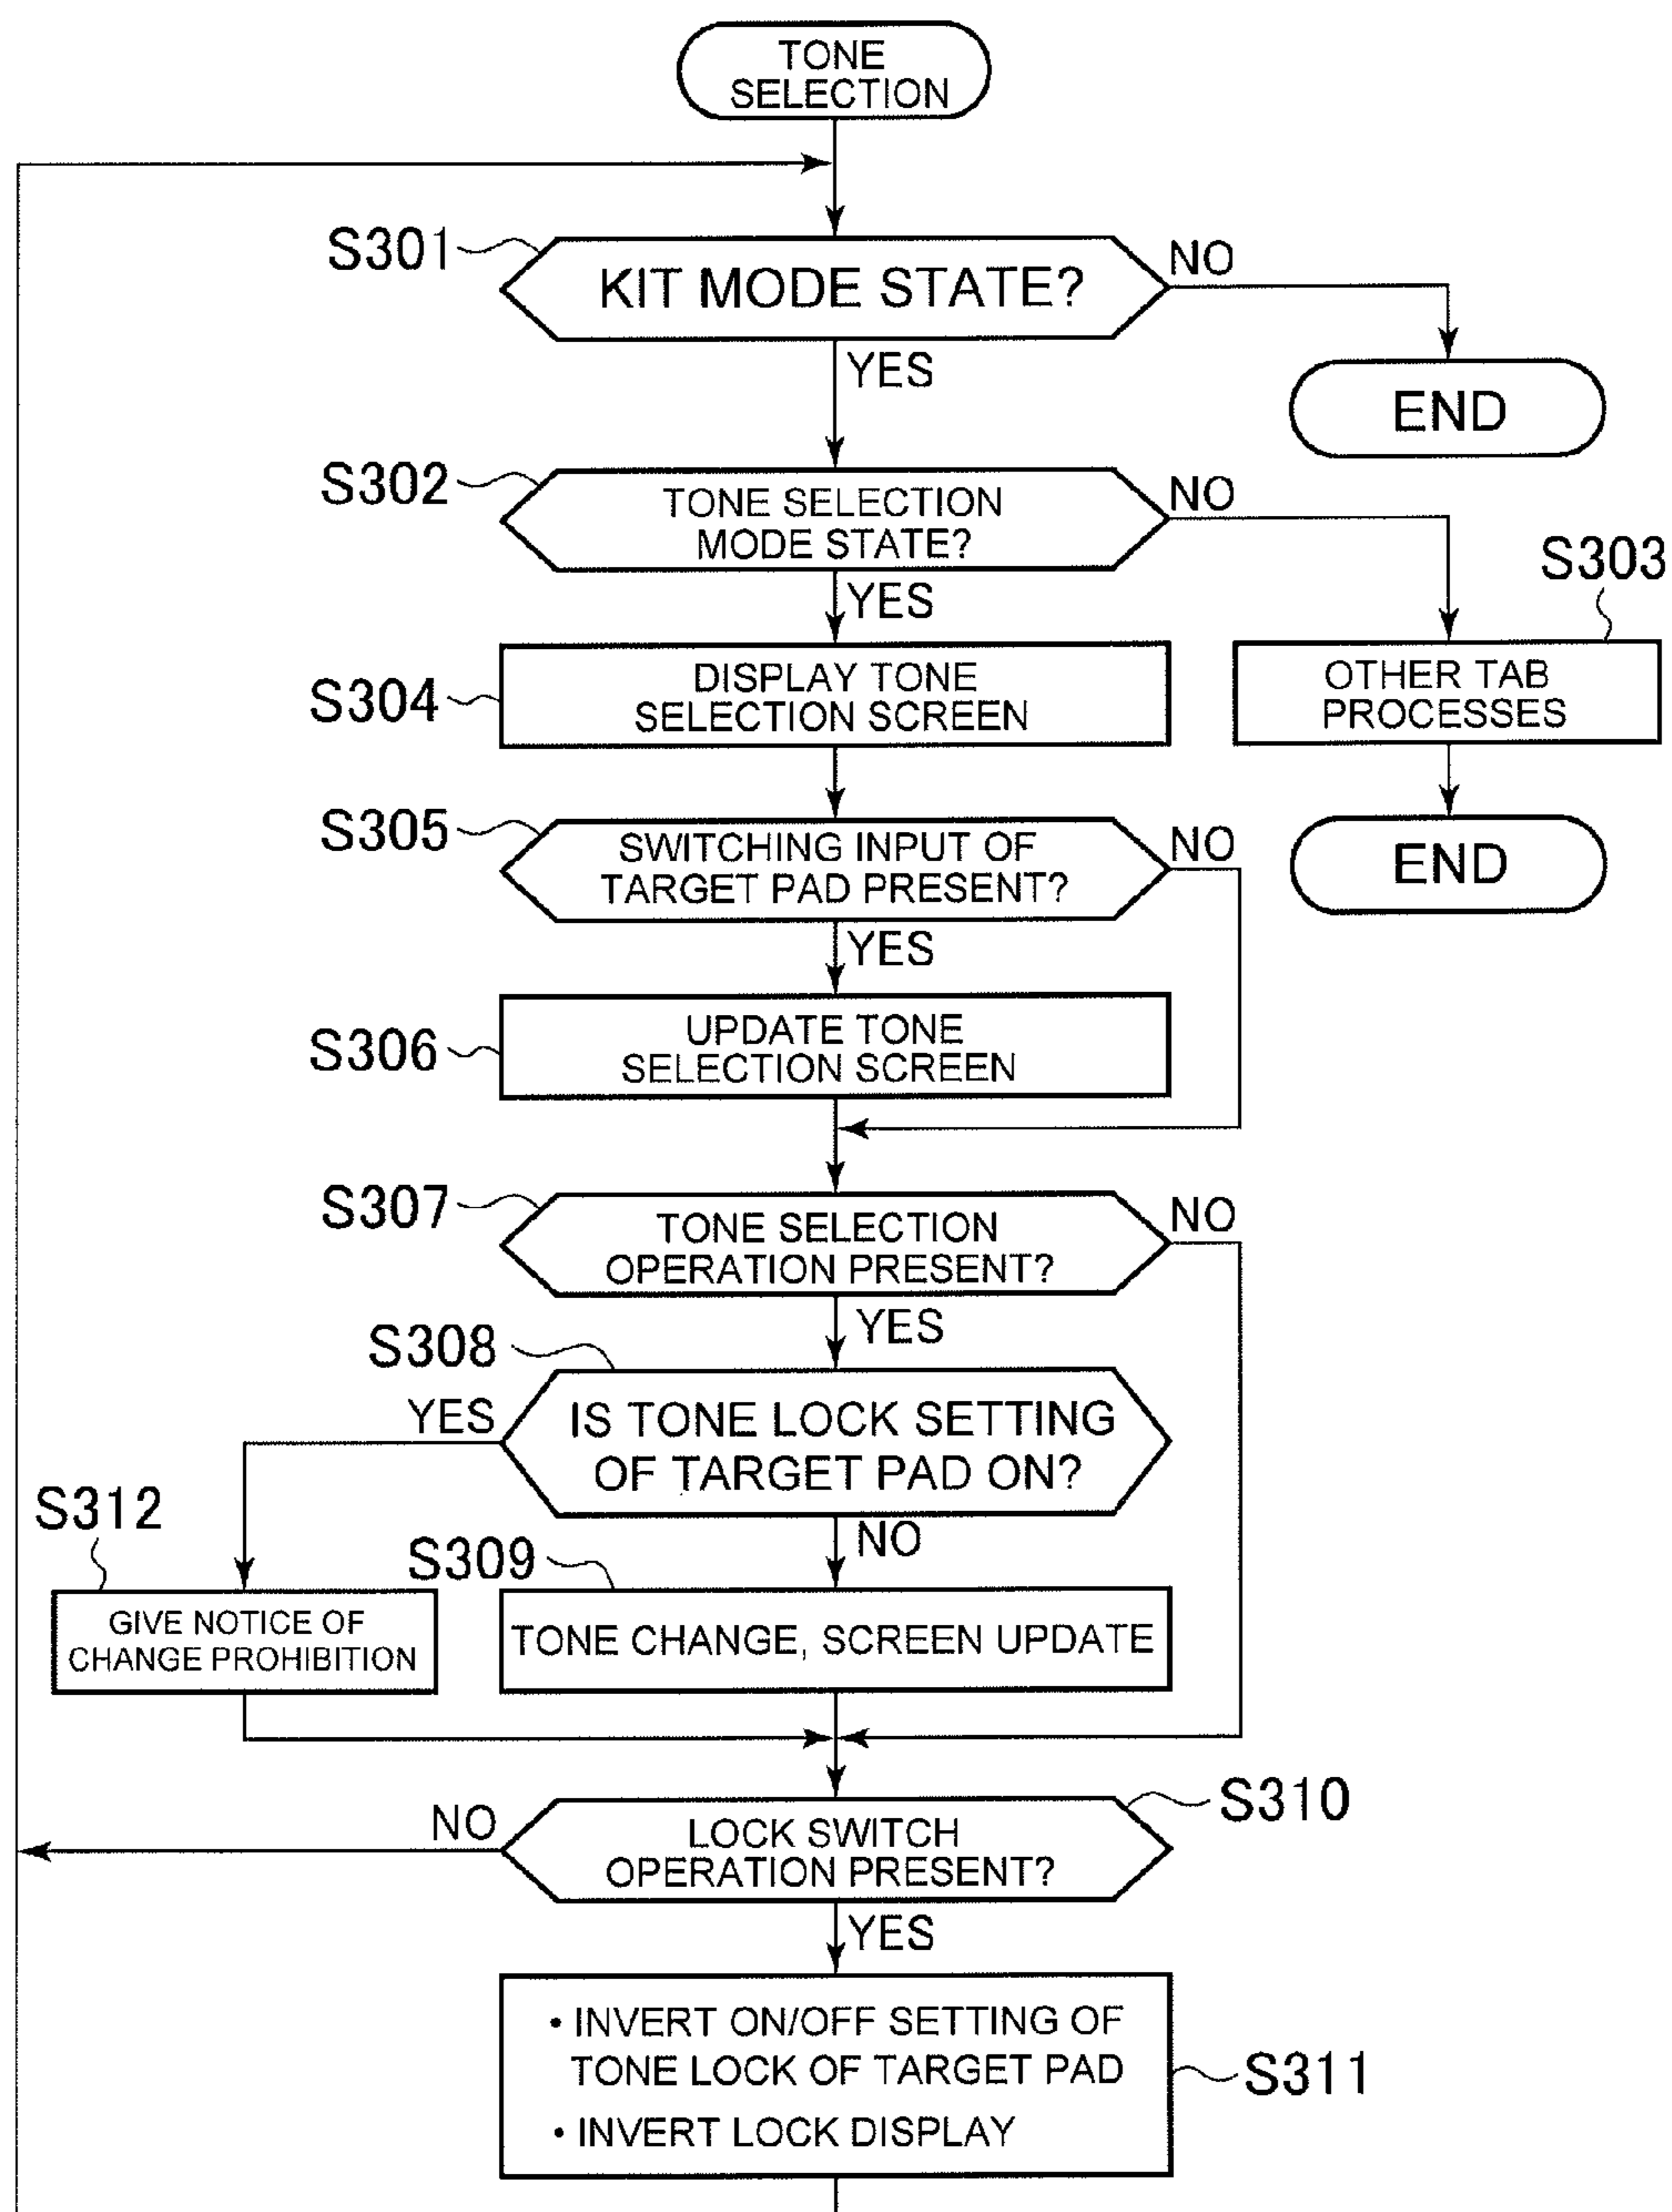 TONE
SELECTION
S301
KIT MODE STATE?
NO
YES
END
S302
TONE SELECTION
MODE STATE?
NO
YES
S303
OTHER TAB
PROCESSES
END
S304
DISPLAY TONE
SELECTION SCREEN
S305
SWITCHING INPUT OF
TARGET PAD PRESENT?
NO
YES
S306
UPDATE TONE
SELECTION SCREEN
S307
TONE SELECTION
OPERATION PRESENT?
NO
YES
S308
IS TONE LOCK SETTING
OF TARGET PAD ON?
YES
NO
S312
GIVE NOTICE OF
CHANGE PROHIBITION
S309
TONE CHANGE, SCREEN UPDATE
S310
LOCK SWITCH
OPERATION PRESENT?
NO
YES
• INVERT ON/OFF SETTING OF
TONE LOCK OF TARGET PAD
• INVERT LOCK DISPLAY
S311